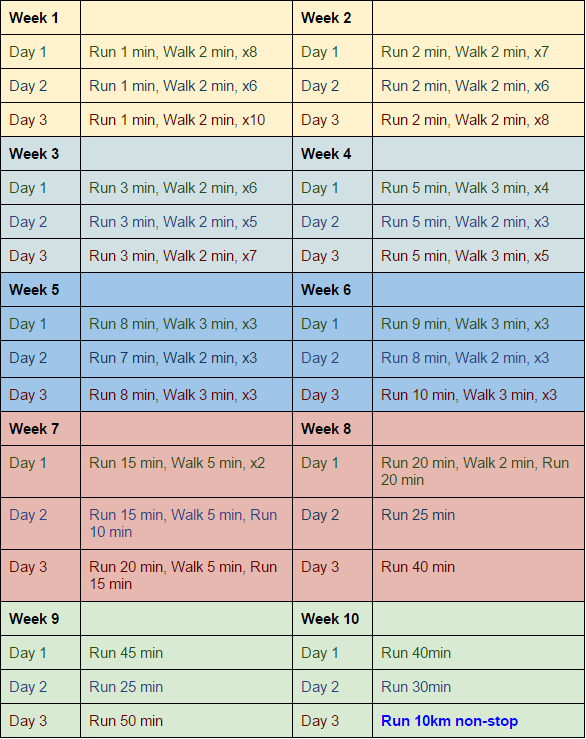 Week 1
Week 2
Day 1
Run 1 min, Walk 2 min, x8
Day 1
Run 2 min, Walk 2 min, x7
Day 2
Run 1 min, Walk 2 min, x6
Day 2
Run 2 min, Walk 2 min, x6
Day 3
Run 1 min, Walk 2 min, x10
Day 3
Run 2 min, Walk 2 min, x8
Week 3
Week 4
Day 1
Run 3 min, Walk 2 min, x6
Day 1
Run 5 min, Walk 3 min, x4
Day 2
Run 3 min, Walk 2 min, x5
Day 2
Run 5 min, Walk 2 min, x3
Day 3
Run 3 min, Walk 2 min, x7
Day 3
Run 5 min, Walk 3 min, x5
Week 5
Week 6
Day 1
Run 8 min, Walk 3 min, x3
Day 1
Run 9 min, Walk 3 min, x3
Day 2
Run 7 min, Walk 2 min, x3
Day 2
Run 8 min, Walk 2 min, x3
Day 3
Run 8 min, Walk 3 min, x3
Day 3
Run 10 min, Walk 3 min, x3
Week 7
Week 8
Day 1
Run 15 min, Walk 5 min, x2
Day 1
Run 20 min, Walk 2 min, Run
20 min
Day 2
Run 15 min, Walk 5 min, Run
10 min
Day 2
Run 25 min
Day 3
Run 20 min, Walk 5 min, Run
15 min
Day 3
Run 40 min
Week 9
Week 10
Day 1
Run 45 min
Day 1
Run 40min
Day 2
Run 25 min
Day 2
Run 30min
Day 3
Run 50 min
Day 3
Run 10km non-stop